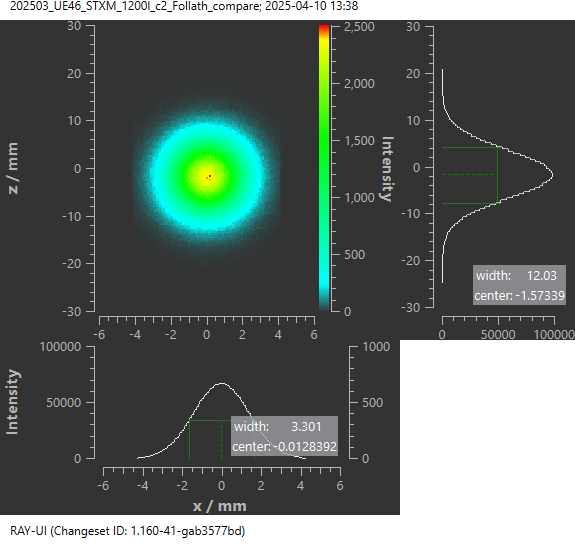 202503_UE46_STXM_1200l_c2_Follath_compare; 2025-04-10 13:38
30
20
10
0
-10
-20
-30
z / mm
-6 -4 -2 0 2 4 6
2,500
2,000
1,500
1,000
500
0
Intensity
30
20
10
0
-10
-20
-30
width: 12.03
center: -1.57339
0 50000 100000
100000
50000
0
Intensity
1000
500
0
width: 3.301
center: -0.0128392
-6 -4 -2 0 2 4 6
x / mm
RAY-UI (Changeset ID: 1.160-41-gab3577bd)